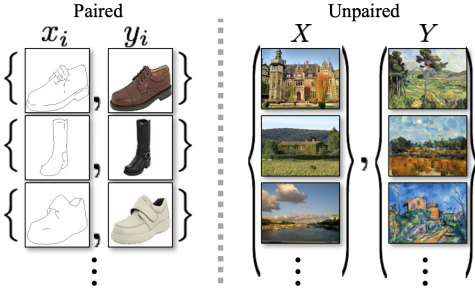 Paired
Unpaired
x_i
y_i
X
Y
{ , }
{ , }
{ , }
( , )